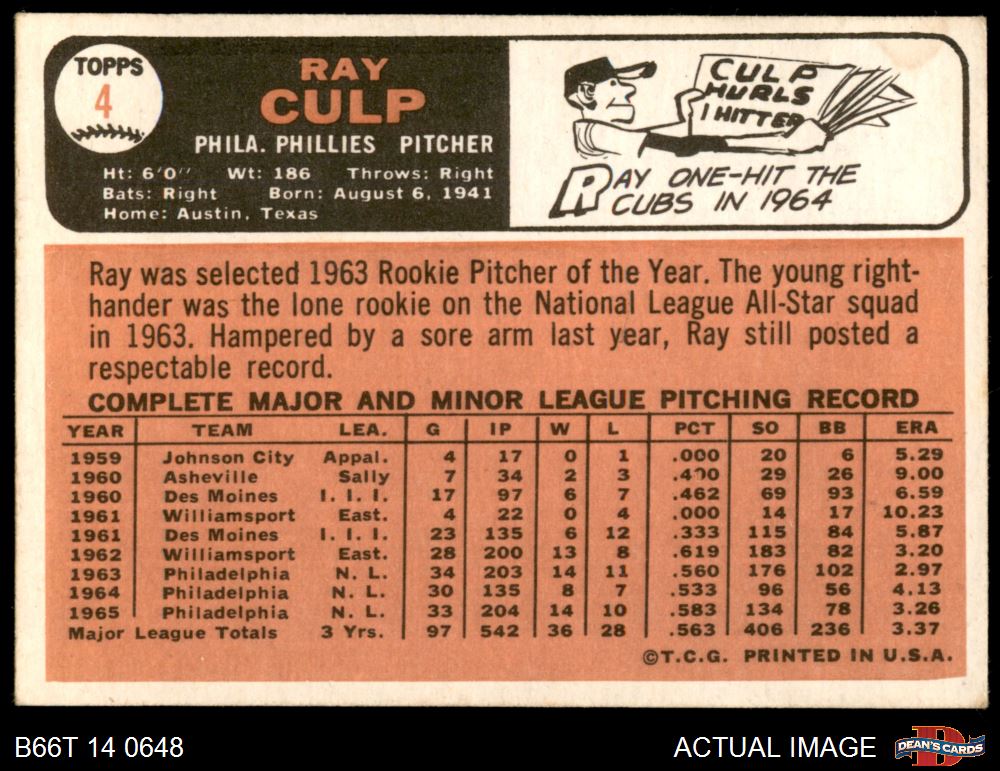 TOPPS
4
RAY
CULP
PHILA. PHILLIES PITCHER
Ht: 6'0" Wt: 186 Throws: Right
Bats: Right Born: August 6, 1941
Home: Austin, Texas
CULP
HURLS
1 HITTER
RAY ONE-HIT THE
CUBS IN 1964
Ray was selected 1963 Rookie Pitcher of the Year. The young right-
hander was the lone rookie on the National League All-Star squad
in 1963. Hampered by a sore arm last year, Ray still posted a
respectable record.
COMPLETE MAJOR AND MINOR LEAGUE PITCHING RECORD
YEAR TEAM LEA. G IP W L PCT SO BB ERA
1959 Johnson City Appal. 4 17 0 1 .000 20 6 5.29
1960 Asheville Sally 7 34 2 3 .400 29 26 9.00
1960 Des Moines I. I. I. 17 97 6 7 .462 69 93 6.59
1961 Williamsport East. 4 22 0 4 .000 14 17 10.23
1961 Des Moines I. I. I. 23 135 6 12 .333 115 84 5.87
1962 Williamsport East. 28 200 13 8 .619 183 82 3.20
1963 Philadelphia N. L. 34 203 14 11 .560 176 102 2.97
1964 Philadelphia N. L. 30 135 8 7 .533 96 56 4.13
1965 Philadelphia N. L. 33 204 14 10 .583 134 78 3.26
Major League Totals 3 Yrs. 97 542 36 28 .563 406 236 3.37
©T.C.G. PRINTED IN U.S.A.
B66T 14 0648
ACTUAL IMAGE
D
DEAN'S CARDS